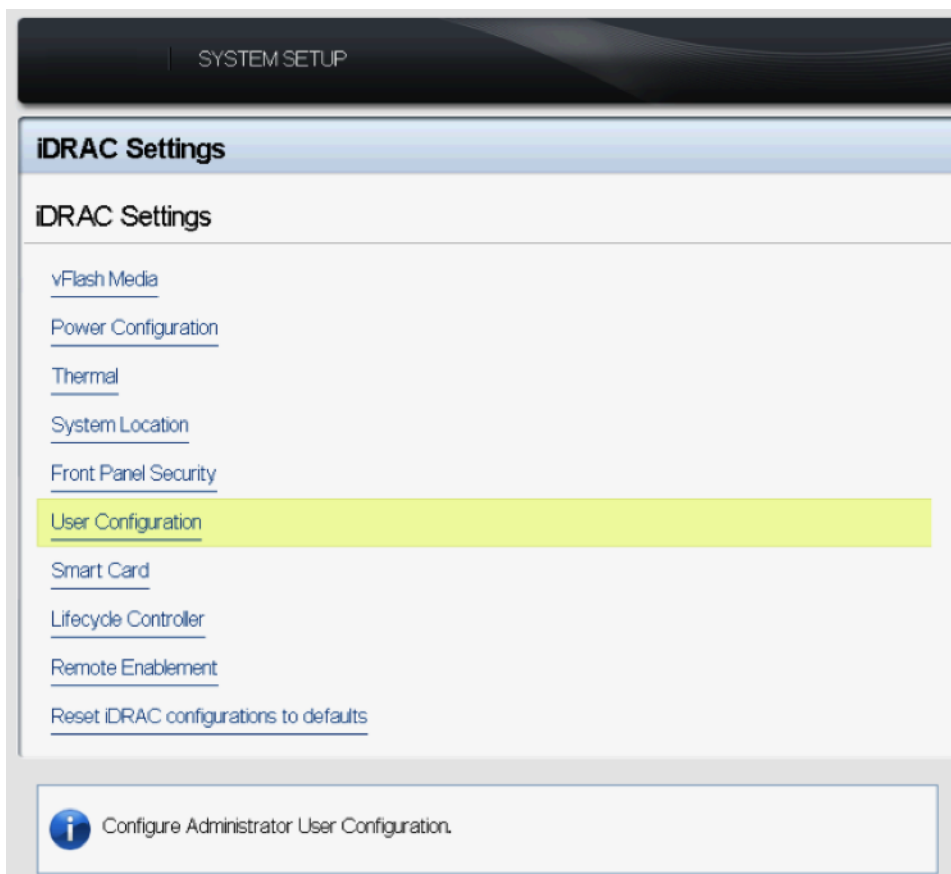 SYSTEM SETUP
iDRAC Settings
iDRAC Settings
vFlash Media
Power Configuration
Thermal
System Location
Front Panel Security
User Configuration
Smart Card
Lifecycle Controller
Remote Enablement
Reset iDRAC configurations to defaults
Configure Administrator User Configuration.